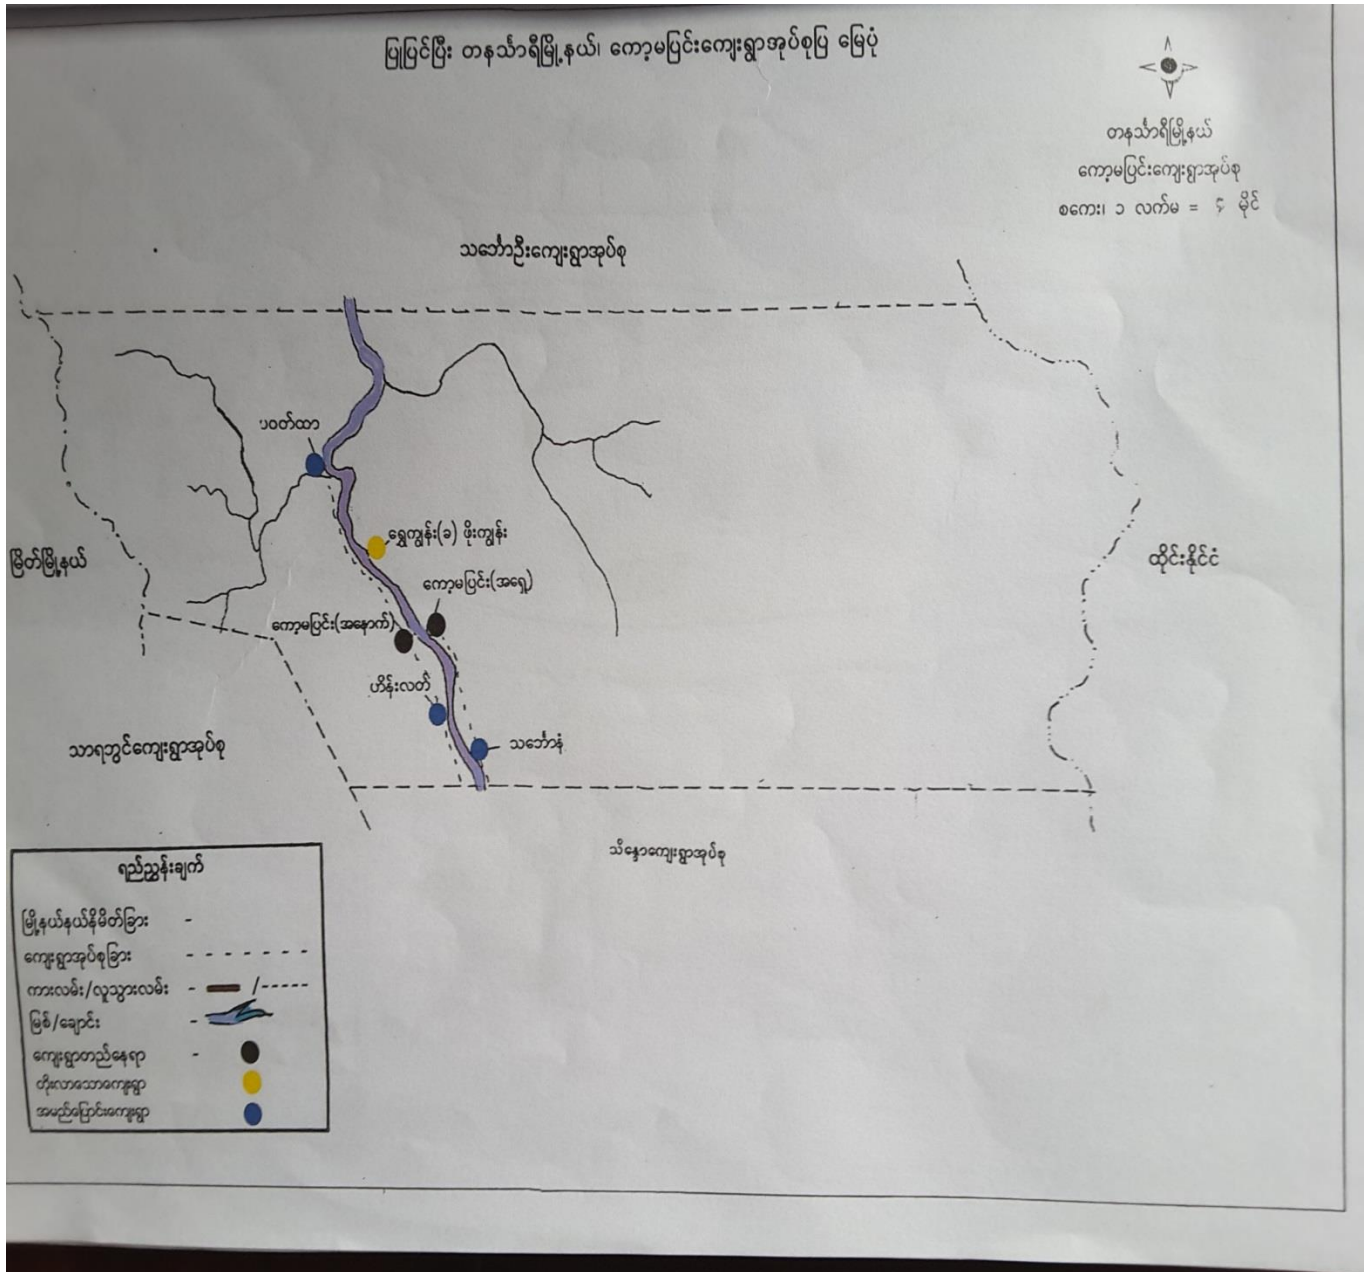 ပြုပြင်ပြီး တနင်္သာရီမြို့နယ်၊ ကော့မပြင်းကျေးရွာအုပ်စုပြ မြေပုံ
တနင်္သာရီမြို့နယ်
ကော့မပြင်းကျေးရွာအုပ်စု
စကေး၊ ၁ လက်မ = ၄ မိုင်
သင်္ဘောဦးကျေးရွာအုပ်စု
ပဝတ်ထာ
ရွှေကျွန်း(ခ) ဖိုးကျွန်း
မြိတ်မြို့နယ်
ထိုင်းနိုင်ငံ
ကော့မပြင်း(အရှေ့)
ကော့မပြင်း(အနောက်)
ဟိန်းလတ်
သာရဘွင်ကျေးရွာအုပ်စု
သင်္ဘောနံ
သိန္ဒောကျေးရွာအုပ်စု
ရည်ညွှန်းချက်
မြို့နယ်နယ်နိမိတ်ခြား -
ကျေးရွာအုပ်စုခြား - - - - - - -
ကားလမ်း/လူသွားလမ်း - /-----
မြစ်/ချောင်း -
ကျေးရွာတည်နေရာ -
တိုးလာသောကျေးရွာ
အမည်ပြောင်းကျေးရွာ